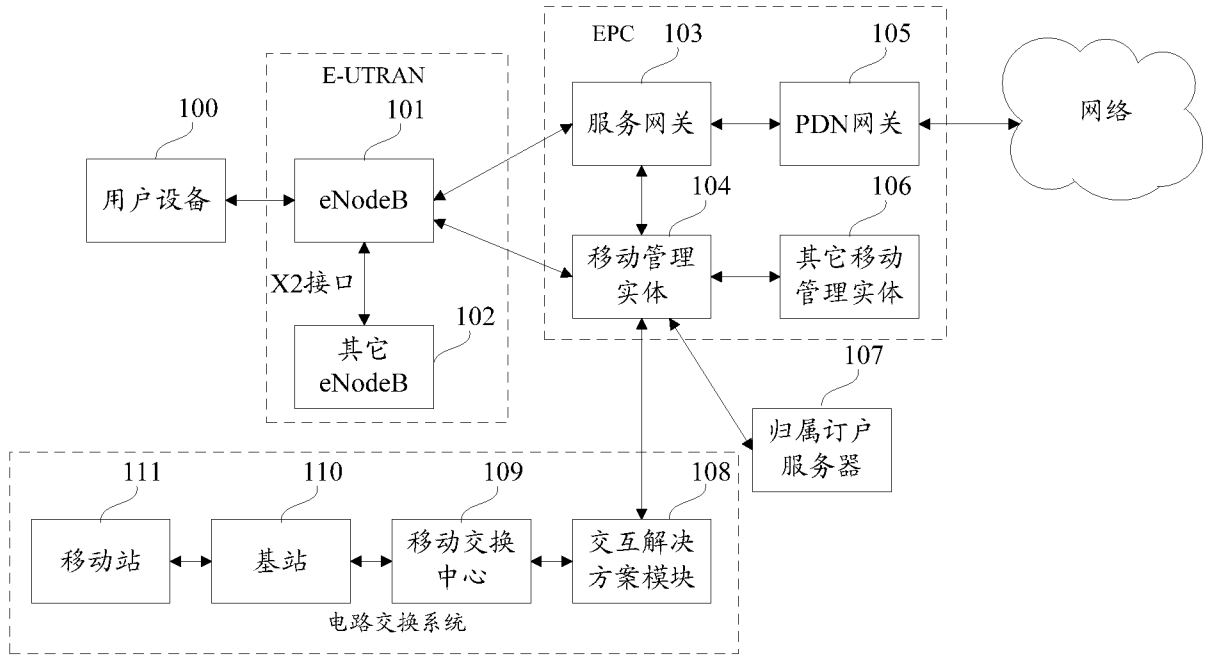 EPC
103
105
E-UTRAN
100
101
服务网关
PDN网关
网络
用户设备
eNodeB
104
106
移动管理
实体
其它移动
管理实体
X2接口
102
其它
eNodeB
107
归属订户
服务器
111
110
109
108
移动站
基站
移动交换
中心
交互解决
方案模块
电路交换系统